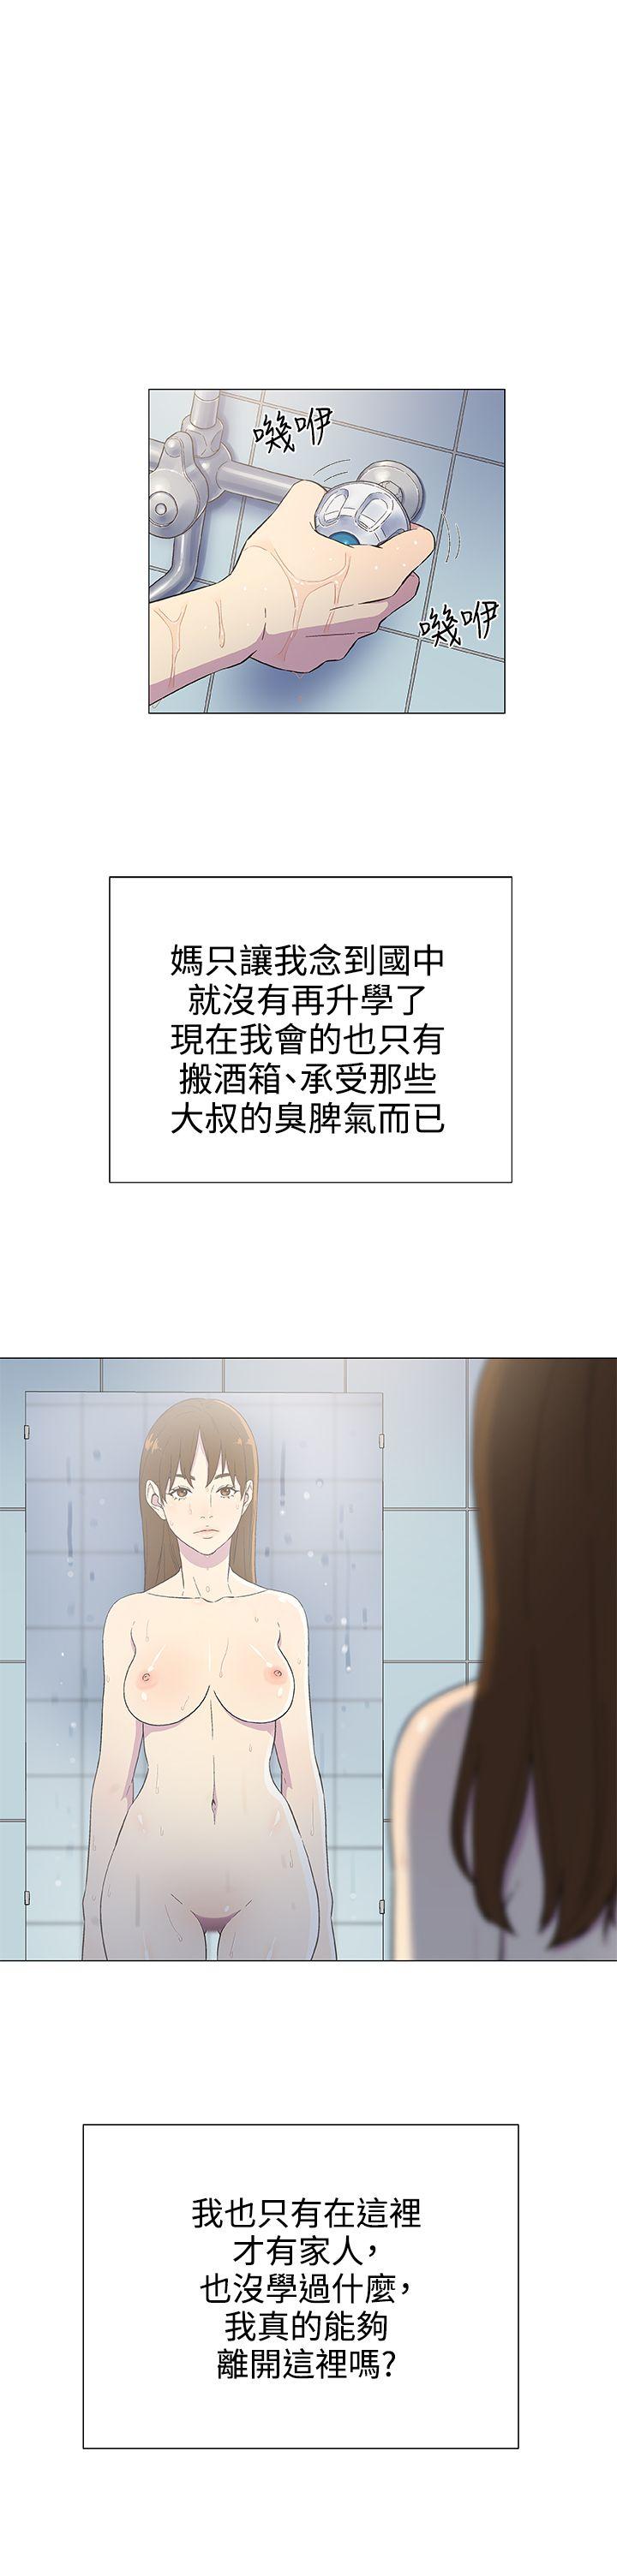 嘰咿
嘰咿
媽只讓我念到國中
就沒有再升學了
現在我會的也只有
搬酒箱、承受那些
大叔的臭脾氣而已
我也只有在這裡
才有家人，
也沒學過什麼，
我真的能夠
離開這裡嗎?